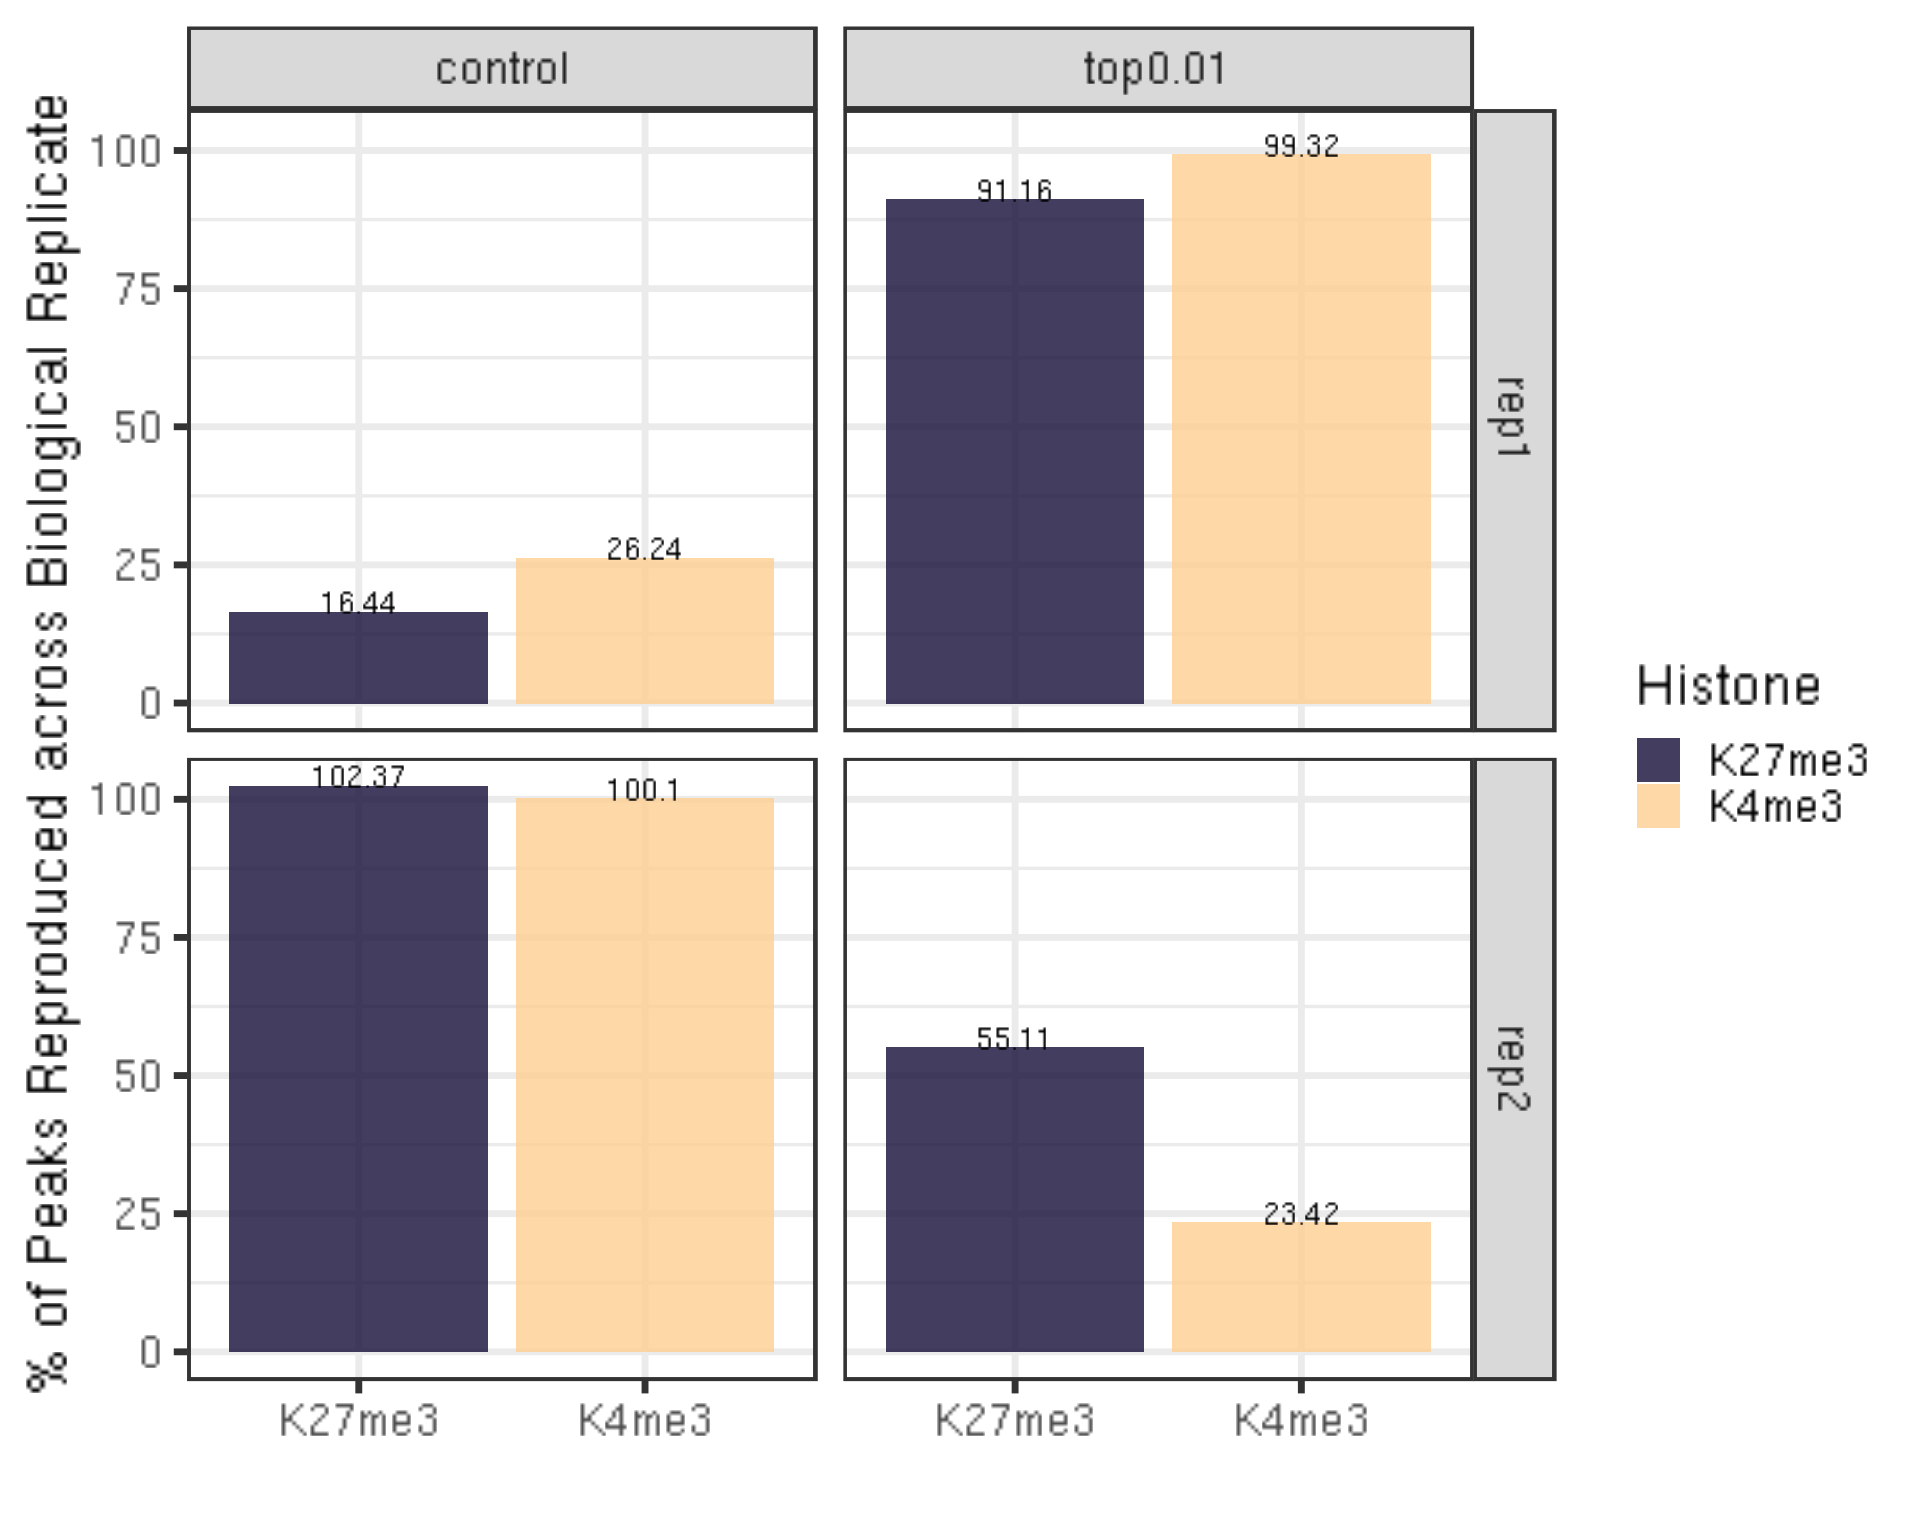 control
top0.01
% of Peaks Reproduced across Biological Replicate
100
75
50
25
0
16.44
26.24
91.16
99.32
rep1
100
75
50
25
0
102.37
100.1
55.11
23.42
rep2
K27me3
K4me3
K27me3
K4me3
Histone
K27me3
K4me3